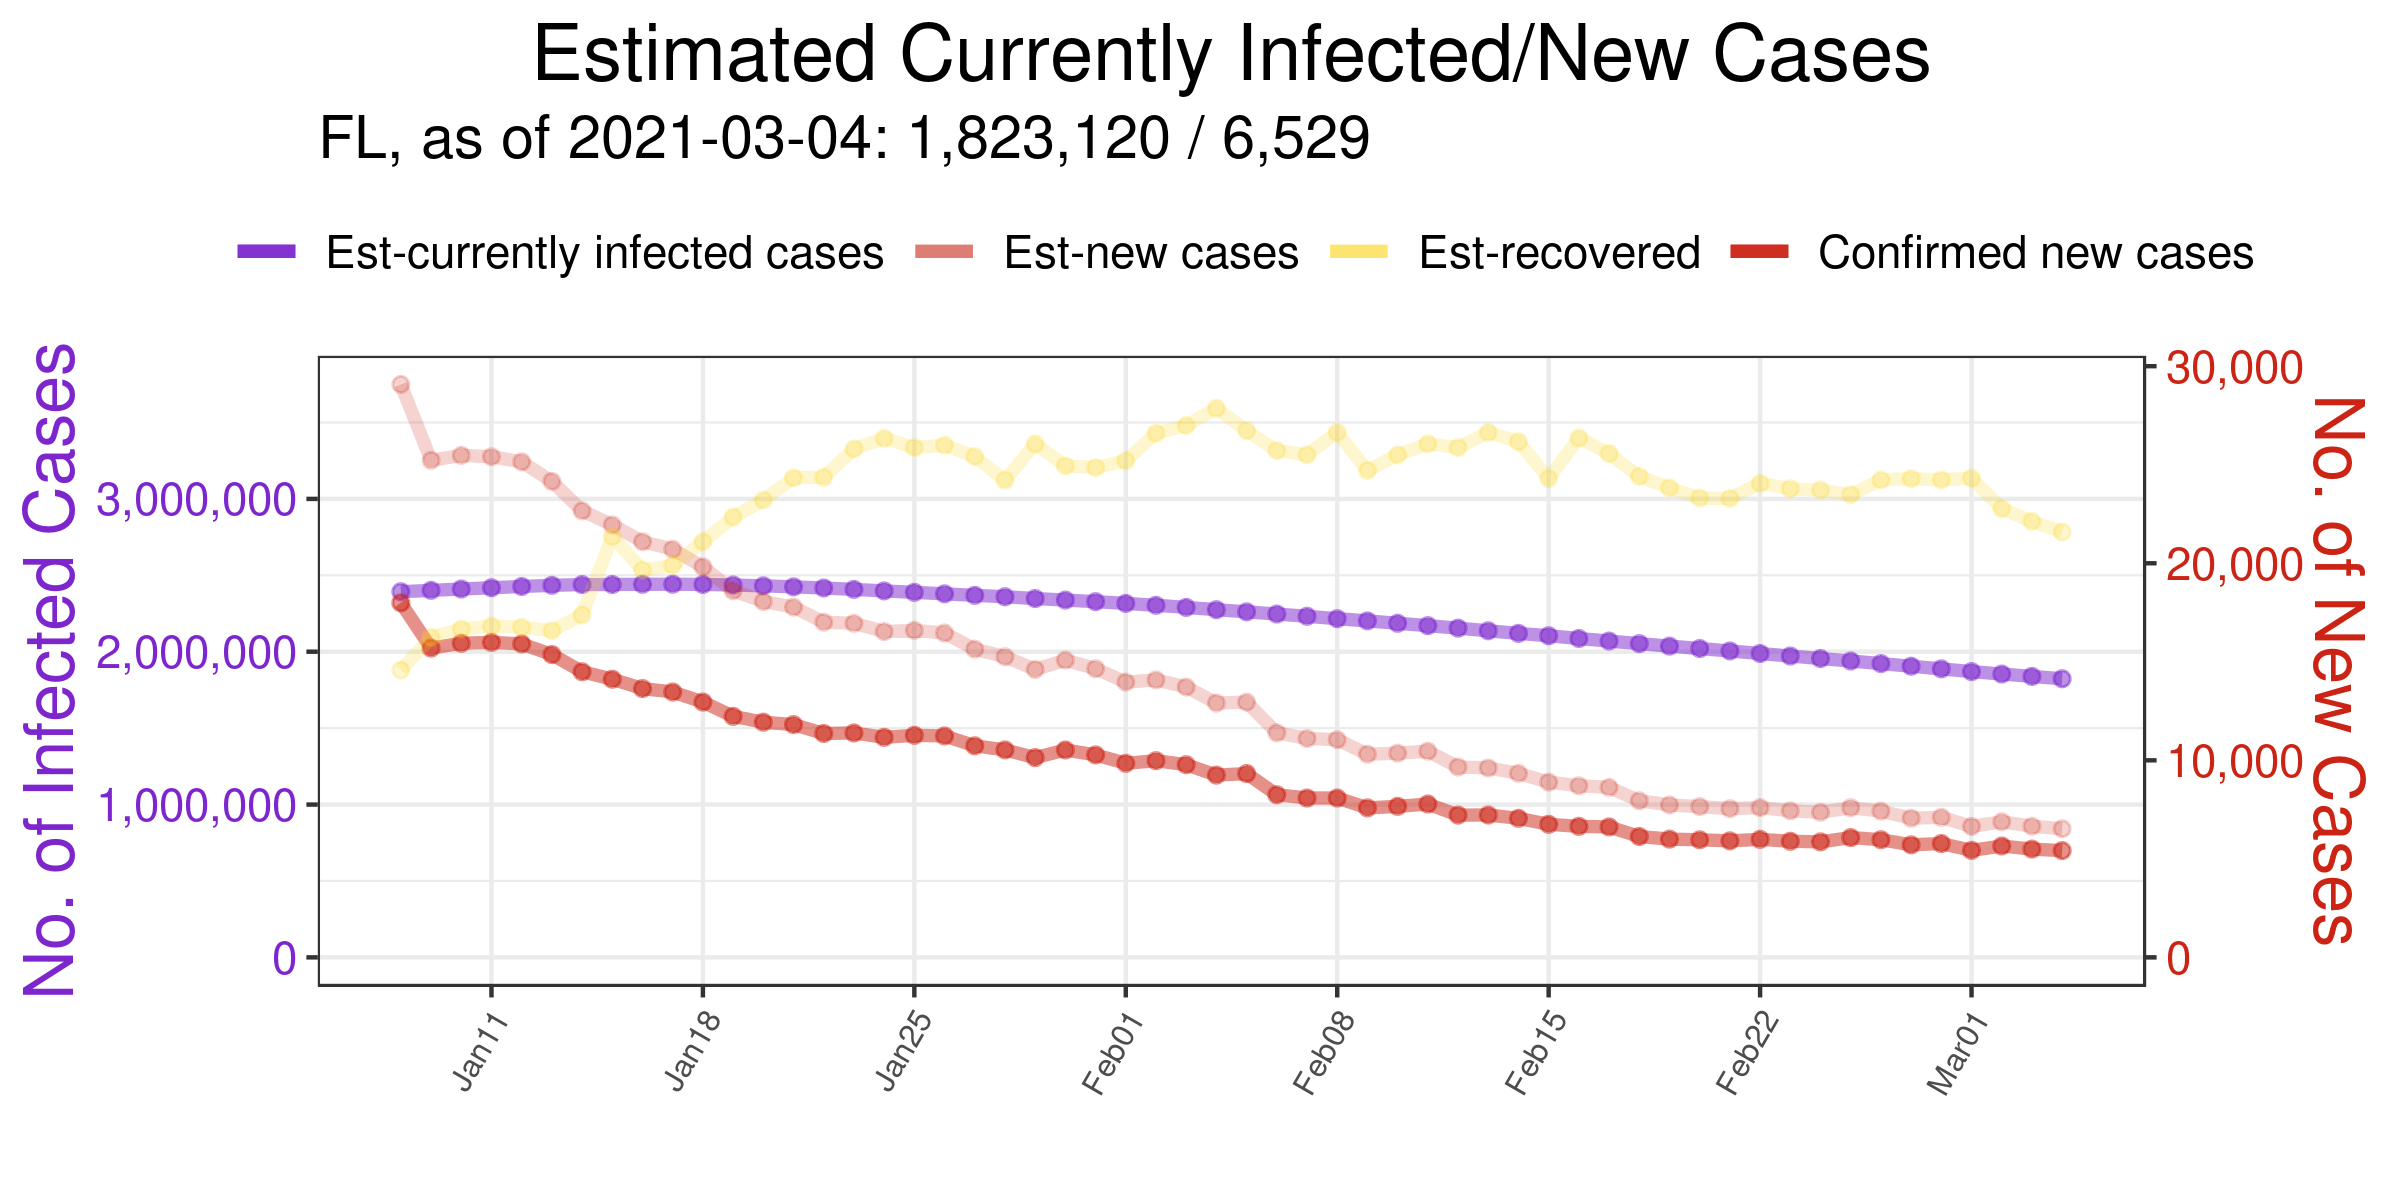 Estimated Currently Infected/New Cases
FL, as of 2021-03-04: 1,823,120 / 6,529
Est-currently infected cases Est-new cases Est-recovered Confirmed new cases
No. of Infected Cases
3,000,000
2,000,000
1,000,000
0
30,000
20,000
10,000
0
No. of New Cases
Jan11 Jan18 Jan25 Feb01 Feb08 Feb15 Feb22 Mar01